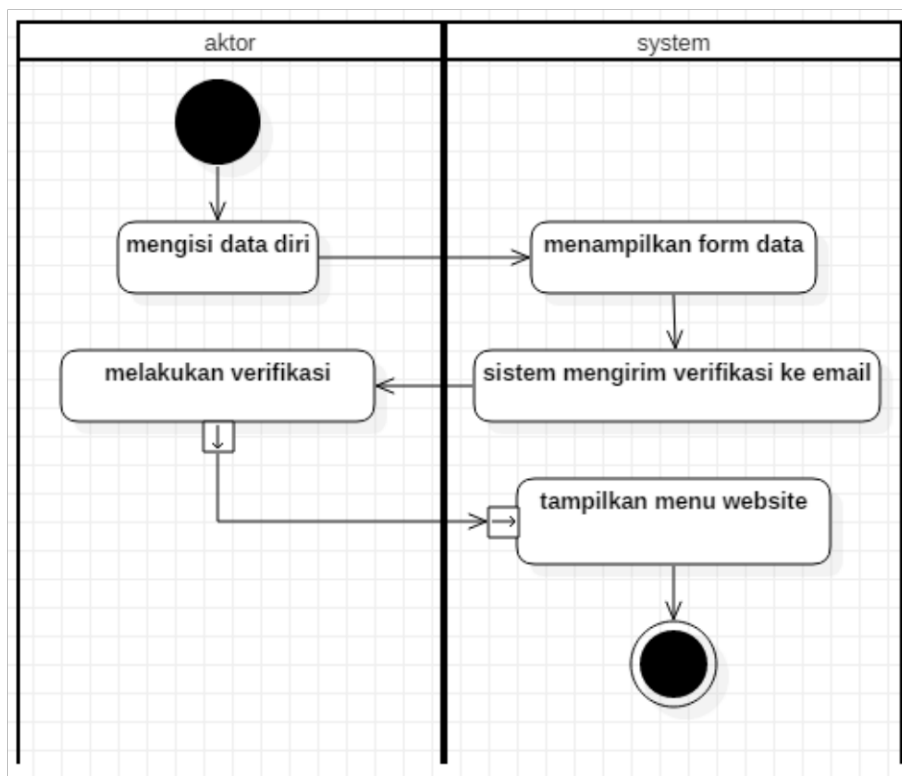 aktor
system
mengisi data diri
menampilkan form data
melakukan verifikasi
sistem mengirim verifikasi ke email
tampilkan menu website